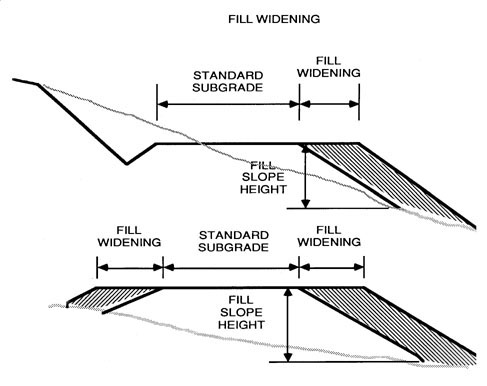 FILL WIDENING
STANDARD
SUBGRADE
FILL
WIDENING
FILL
SLOPE
HEIGHT
FILL
WIDENING
STANDARD
SUBGRADE
FILL
WIDENING
FILL
SLOPE
HEIGHT